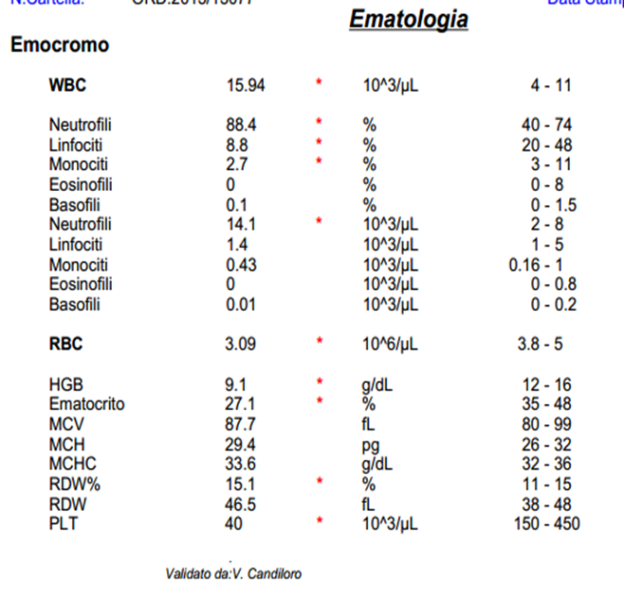 N.Cartella: ORD.2015/15077 Data Stamp
Ematologia
Emocromo
WBC 15.94 * 10^3/µL 4 - 11
Neutrofili 88.4 * % 40 - 74
Linfociti 8.8 * % 20 - 48
Monociti 2.7 * % 3 - 11
Eosinofili 0 % 0 - 8
Basofili 0.1 % 0 - 1.5
Neutrofili 14.1 * 10^3/µL 2 - 8
Linfociti 1.4 10^3/µL 1 - 5
Monociti 0.43 10^3/µL 0.16 - 1
Eosinofili 0 10^3/µL 0 - 0.8
Basofili 0.01 10^3/µL 0 - 0.2
RBC 3.09 * 10^6/µL 3.8 - 5
HGB 9.1 * g/dL 12 - 16
Ematocrito 27.1 * % 35 - 48
MCV 87.7 fL 80 - 99
MCH 29.4 pg 26 - 32
MCHC 33.6 g/dL 32 - 36
RDW% 15.1 * % 11 - 15
RDW 46.5 fL 38 - 48
PLT 40 * 10^3/µL 150 - 450
Validato da:V. Candiloro